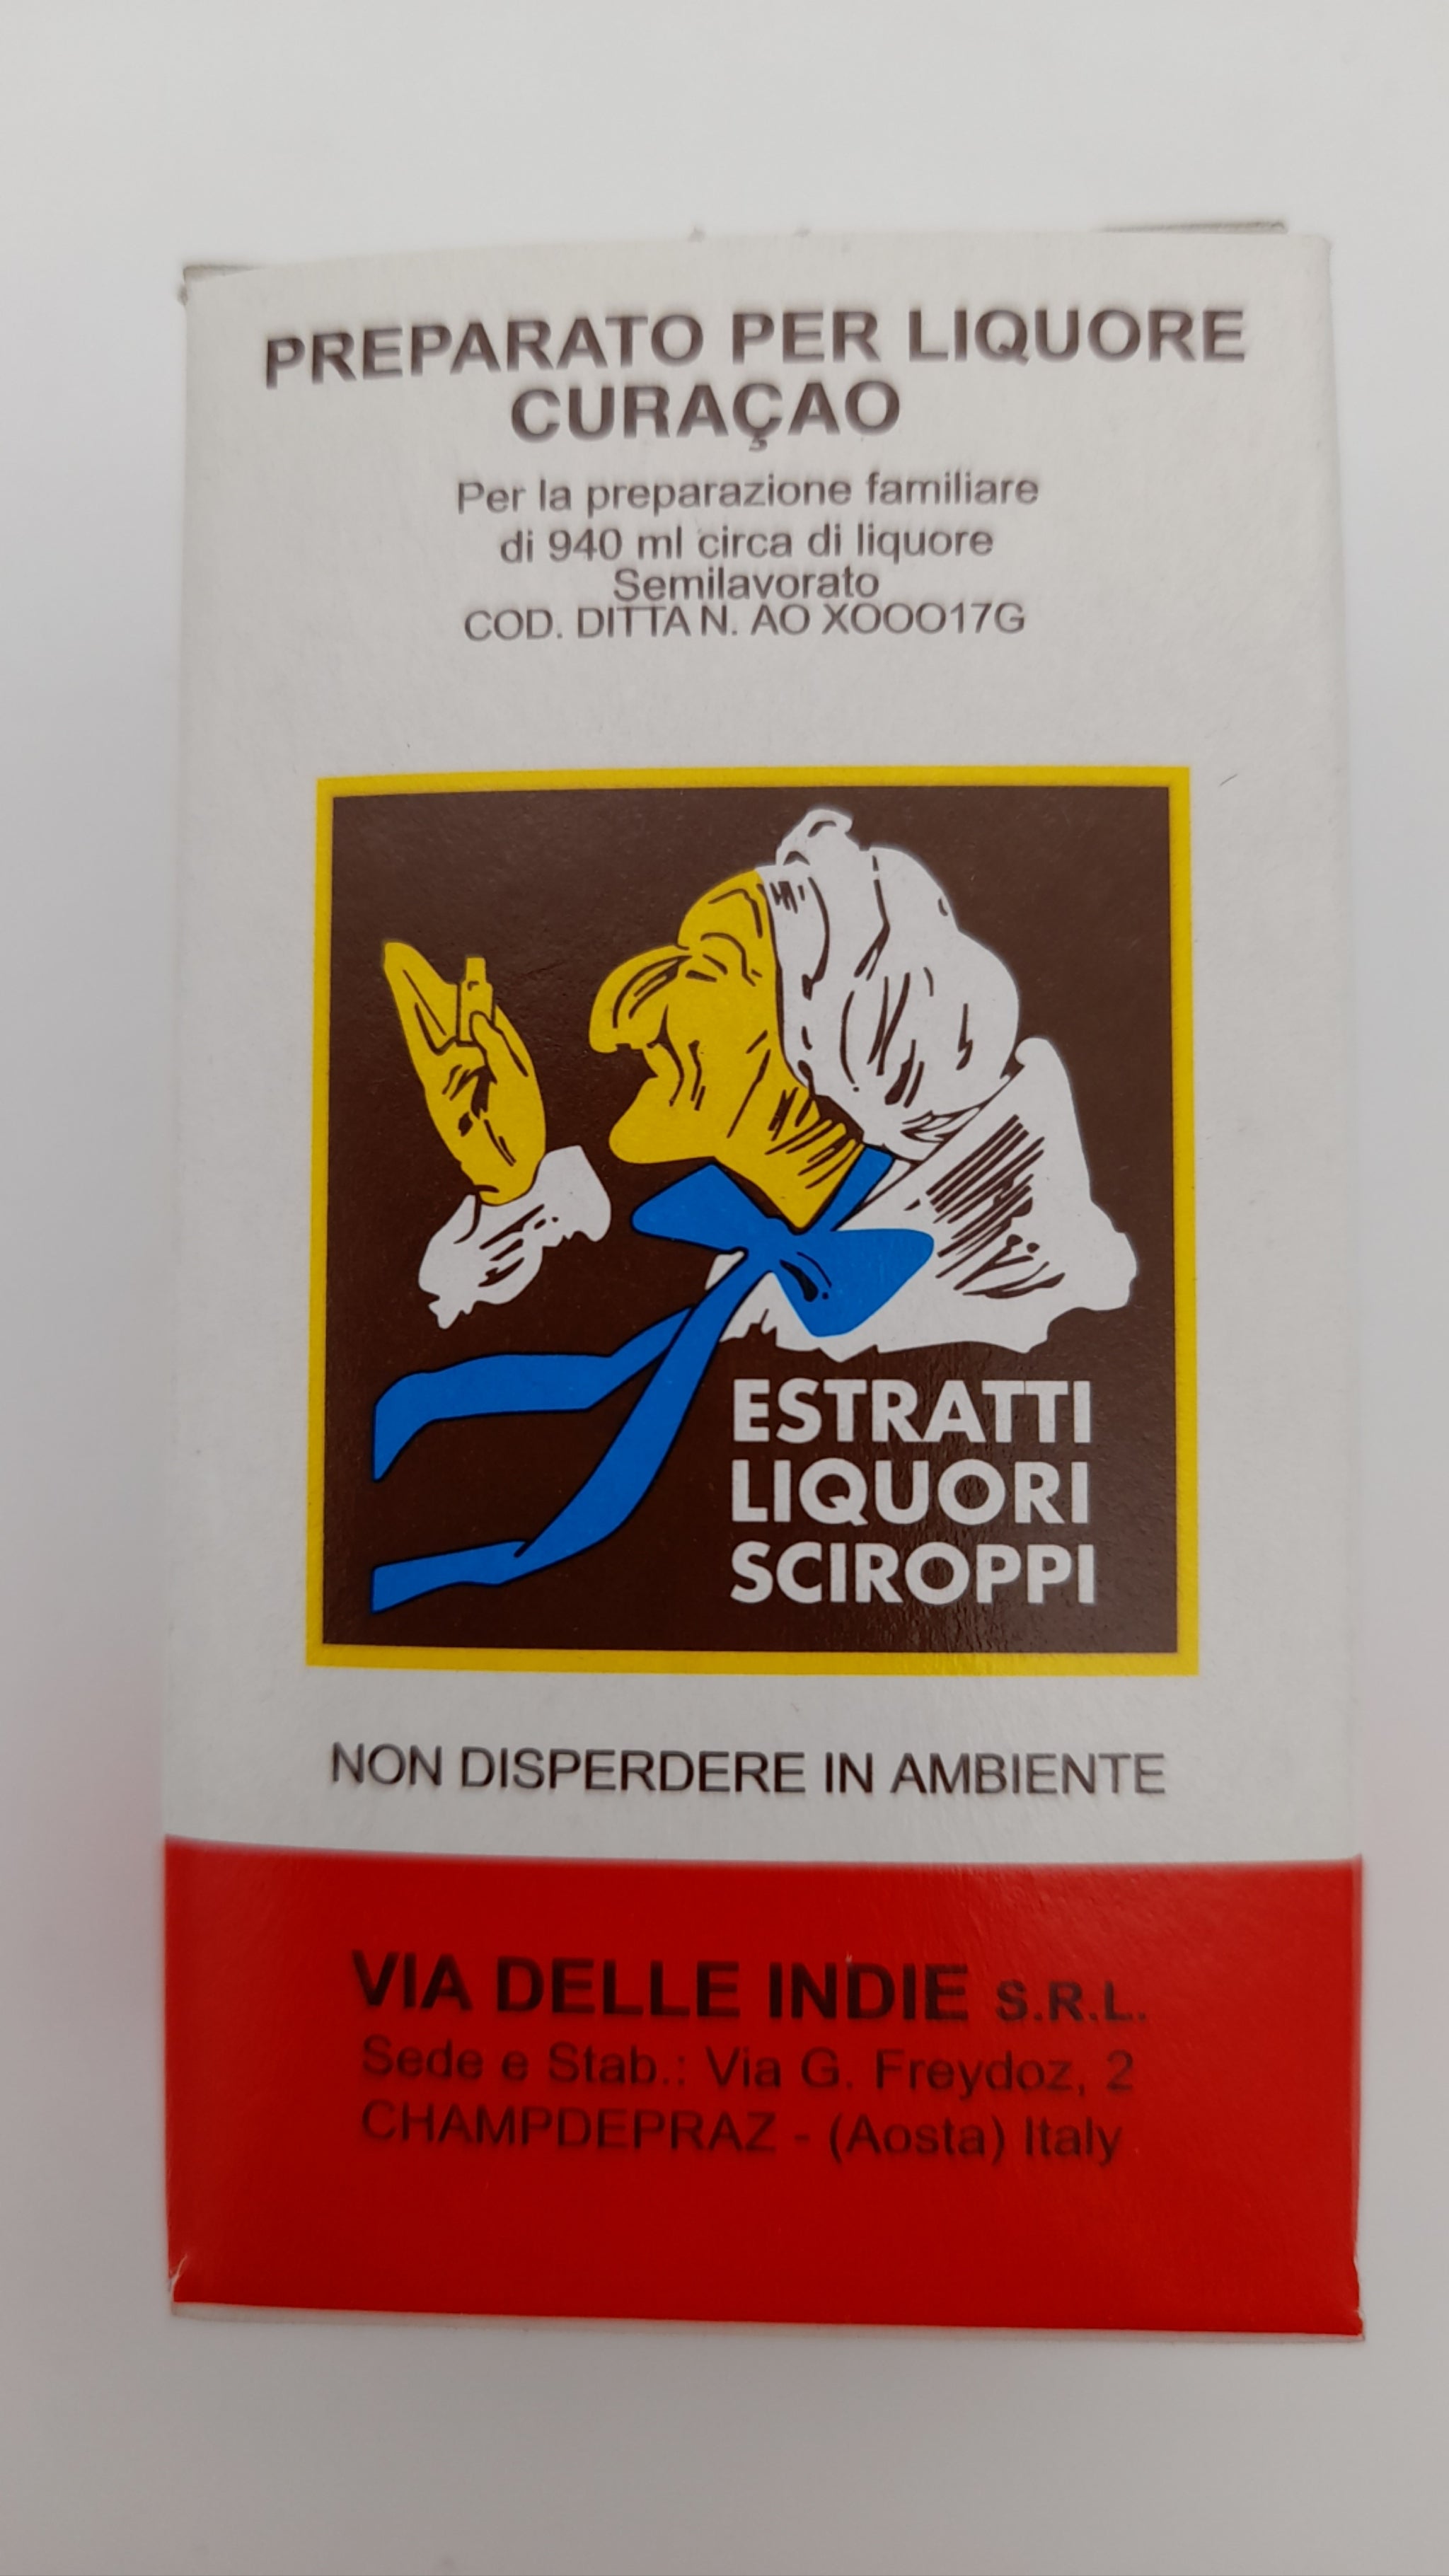 PREPARATO PER LIQUORE
CURAÇAO
Per la preparazione familiare
di 940 ml circa di liquore
Semilavorato
COD. DITTA N. AO XOOO17G
ESTRATTI
LIQUORI
SCIROPPI
NON DISPERDERE IN AMBIENTE
VIA DELLE INDIE S.R.L.
Sede e Stab.: Via G. Freydoz, 2
CHAMPDEPRAZ - (Aosta) Italy